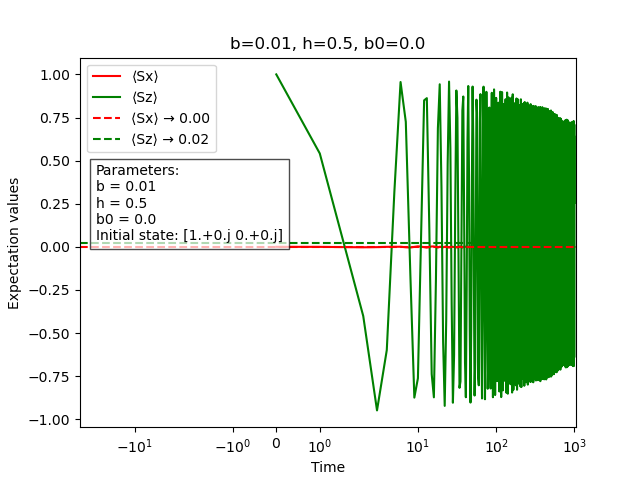 b=0.01, h=0.5, b0=0.0
⟨Sx⟩
⟨Sz⟩
⟨Sx⟩ → 0.00
⟨Sz⟩ → 0.02
Parameters:
b = 0.01
h = 0.5
b0 = 0.0
Initial state: [1.+0.j 0.+0.j]
Expectation values
1.00
0.75
0.50
0.25
0.00
−0.25
−0.50
−0.75
−1.00
−10¹ −10⁰ 0 10⁰ 10¹ 10² 10³
Time